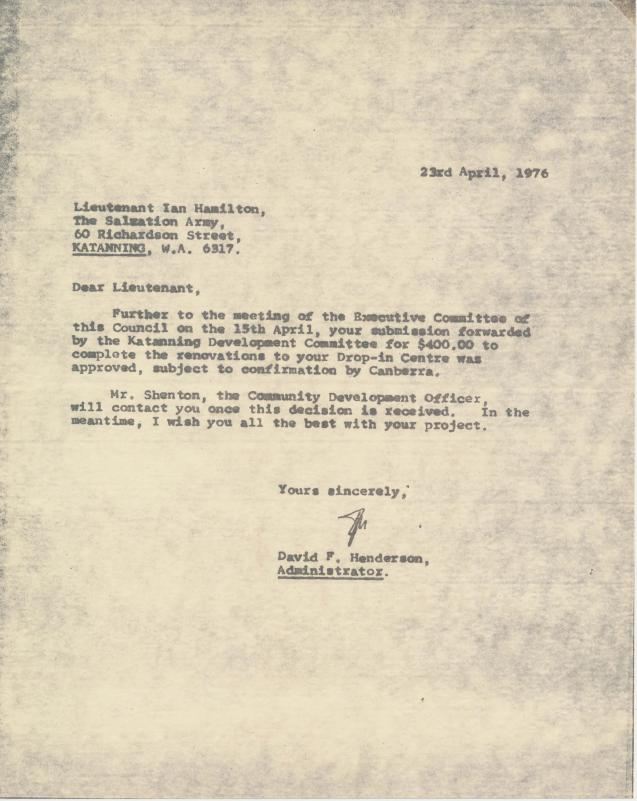 23rd April, 1976
Lieutenant Ian Hamilton,
The Salvation Army,
60 Richardson Street,
KATANNING, W.A. 6317.
Dear Lieutenant,
Further to the meeting of the Executive Committee of
this Council on the 15th April, your submission forwarded
by the Katanning Development Committee for $400.00 to
complete the renovations to your Drop-in Centre was
approved, subject to confirmation by Canberra.
Mr. Shenton, the Community Development Officer,
will contact you once this decision is received. In the
meantime, I wish you all the best with your project.
Yours sincerely,
David F. Henderson,
Administrator.